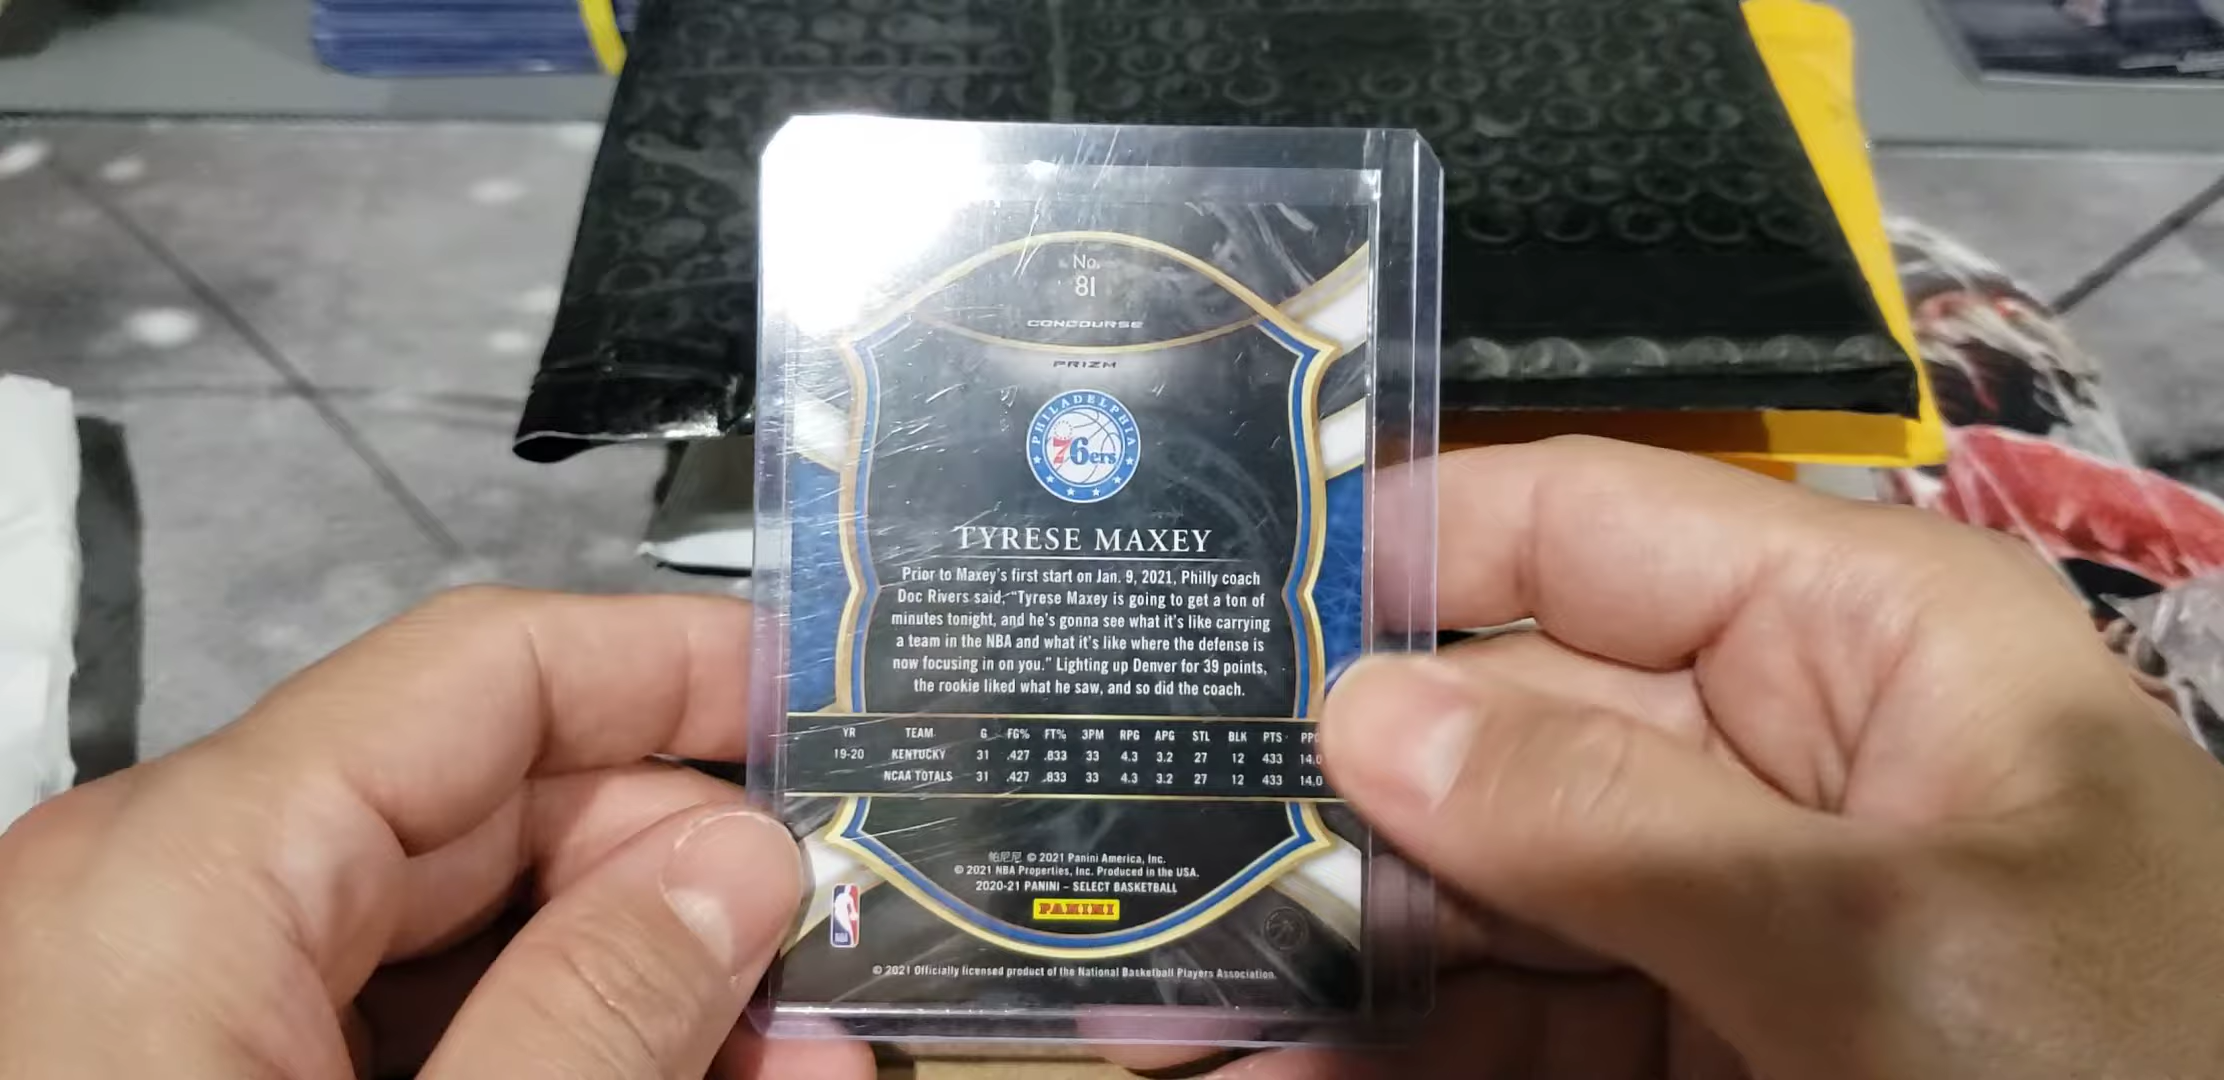 No.
81
CONCOURSE
PRIZM
PHILADELPHIA
76ers
TYRESE MAXEY
Prior to Maxey's first start on Jan. 9, 2021, Philly coach
Doc Rivers said, "Tyrese Maxey is going to get a ton of
minutes tonight, and he's gonna see what it's like carrying
a team in the NBA and what it's like where the defense is
now focusing in on you." Lighting up Denver for 39 points,
the rookie liked what he saw, and so did the coach.
YR TEAM G FG% FT% 3PM RPG APG STL BLK PTS
19-20 KENTUCKY 31 .427 .833 33 4.3 3.2 27 12 433 14.0
NCAA TOTALS 31 .427 .833 33 4.3 3.2 27 12 433 14.0
帕尼尼 © 2021 Panini America, Inc.
© 2021 NBA Properties, Inc. Produced in the USA.
2020-21 PANINI – SELECT BASKETBALL
PANINI
NBA
© 2021 Officially licensed product of the National Basketball Players Association.